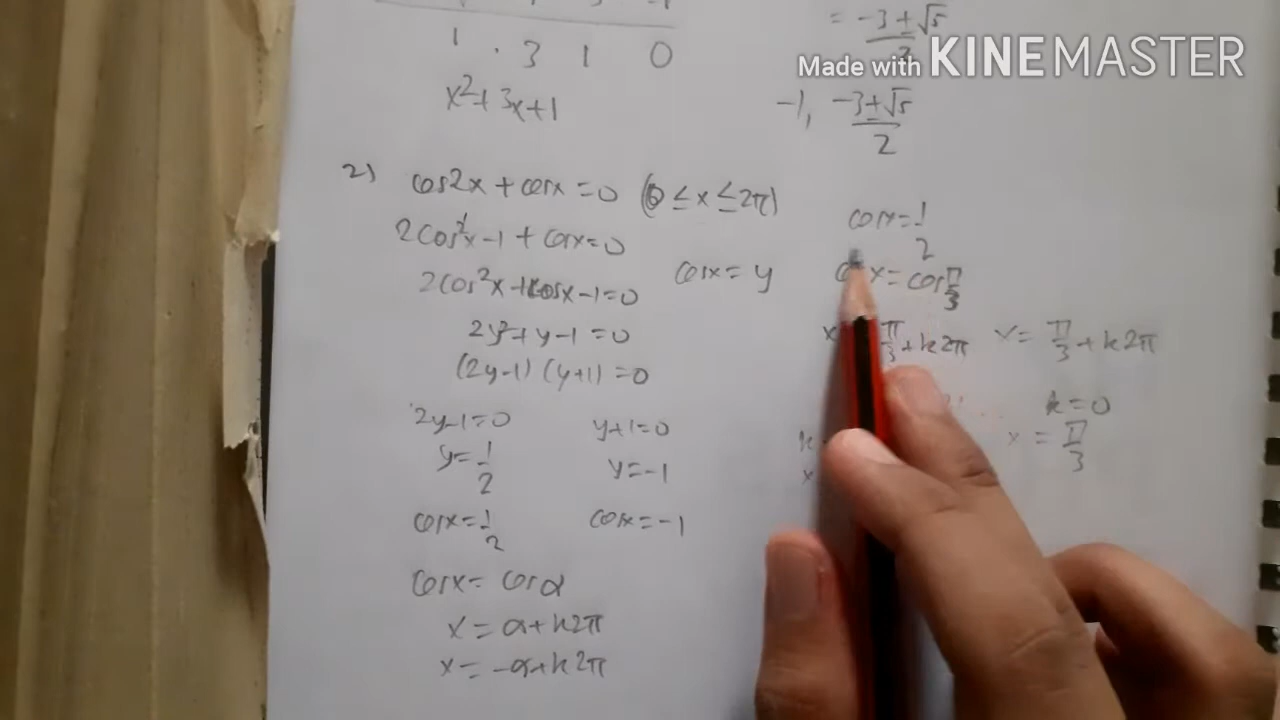 1 . 3 1 0
x²+3x+1
= -3±√5
Made with KINEMASTER
-1, -3±√5/2
2) cos2x + cosx = 0 (0 ≤ x ≤ 2π)
2cos²x-1 + cosx=0
2cos²x+cosx-1=0
cosx = y
2y²+y-1=0
(2y-1) (y+1) =0
2y-1=0 y+1=0
y=1/2 y=-1
cosx=1/2 cosx=-1
cosx= cosα
x = α+k2π
x = -α+k2π
cosx=1/2
x=cosπ/3
π/3+k2π x= π/3+k2π
k=0
x = π/3